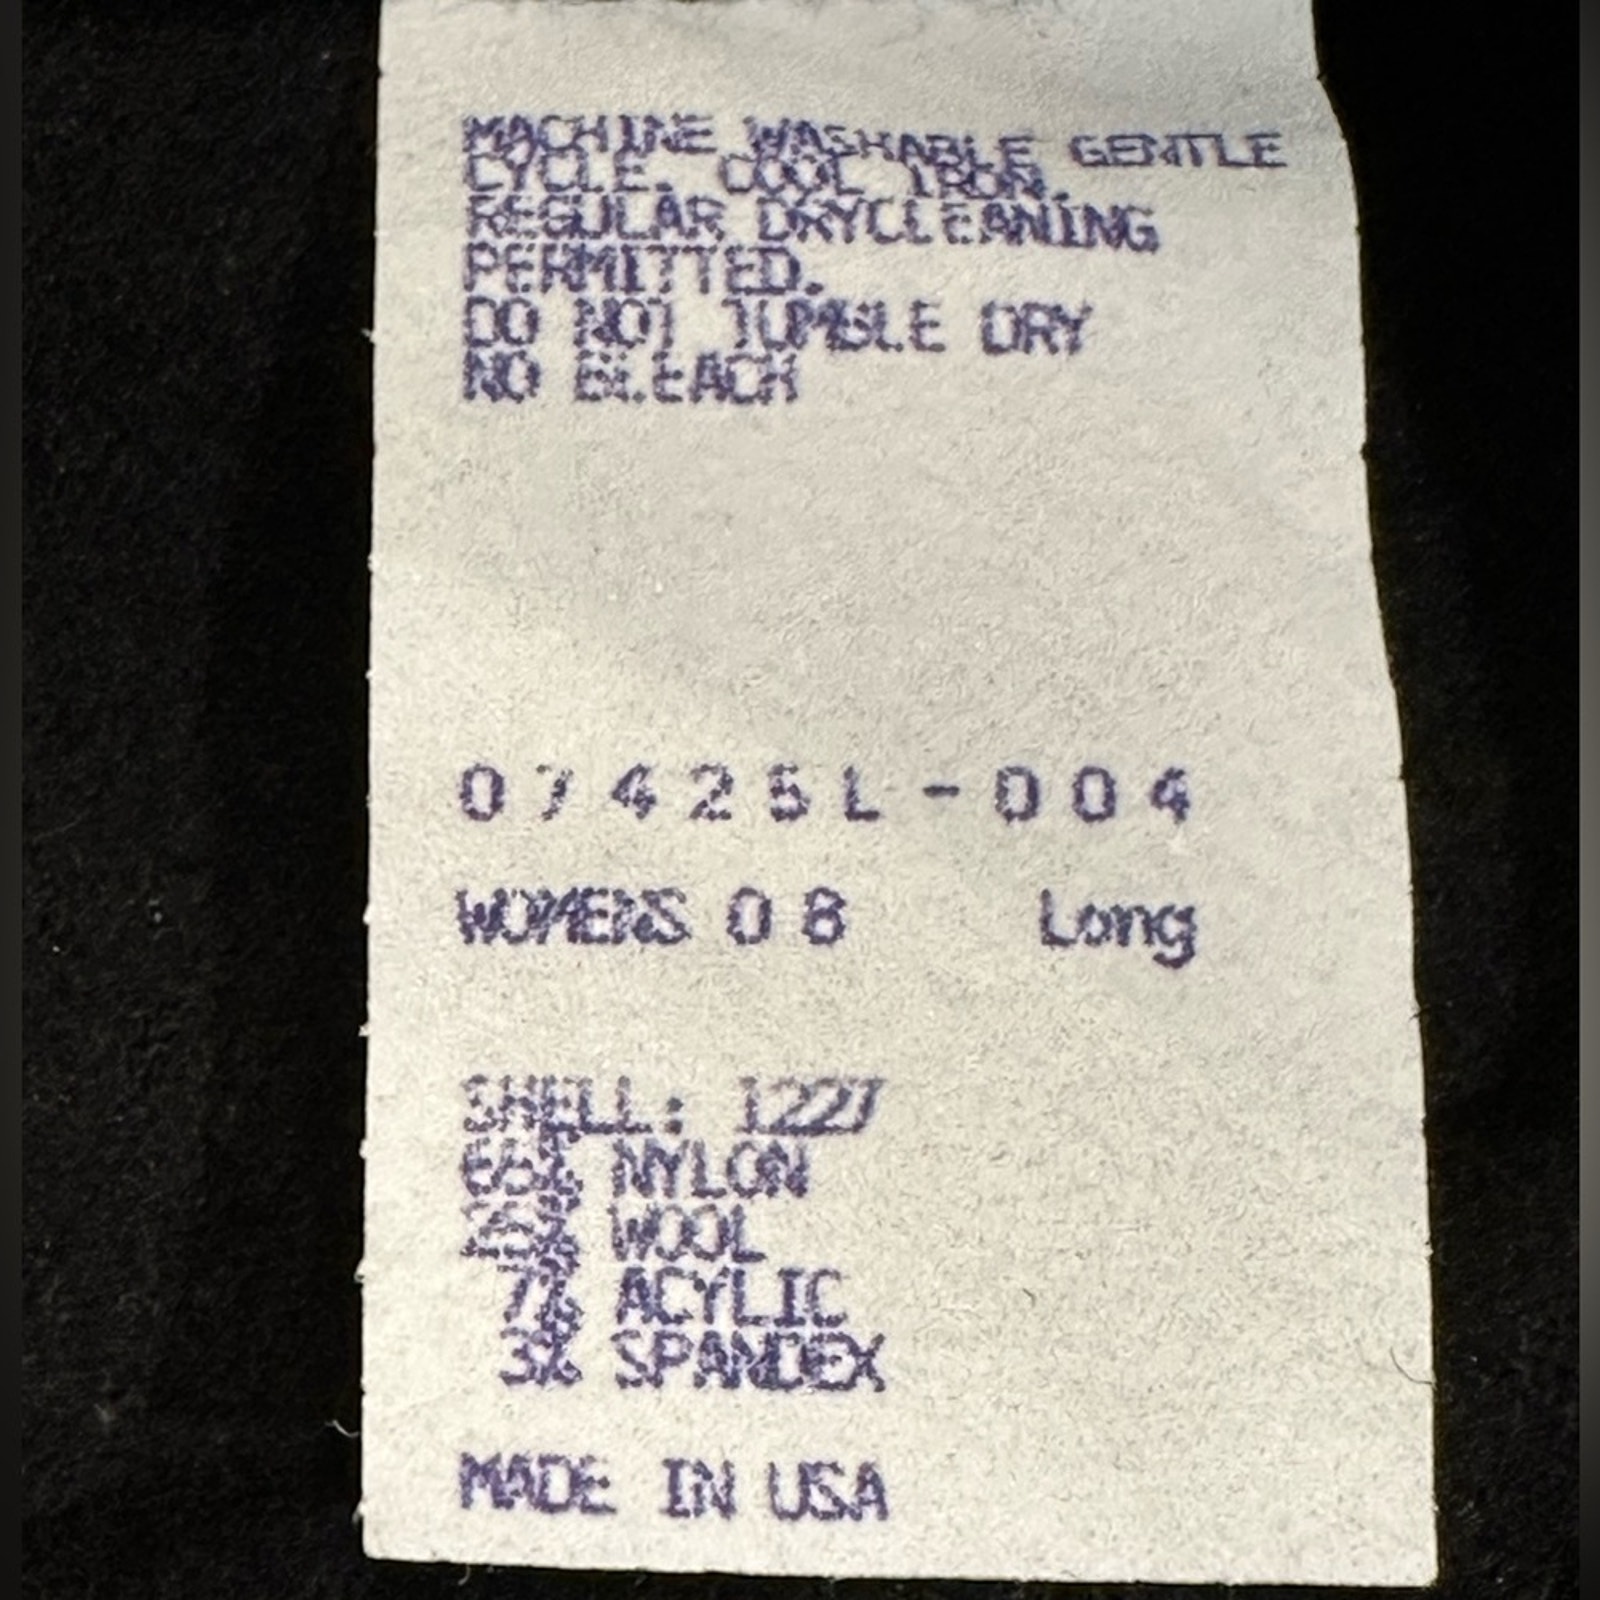 MACHINE WASHABLE GENTLE
CYCLE. COOL IRON.
REGULAR DRYCLEANING
PERMITTED.
DO NOT TUMBLE DRY
NO BLEACH
07425L-004
WOMENS 08 Long
SHELL: 1227
65% NYLON
25% WOOL
7% ACYLIC
3% SPANDEX
MADE IN USA